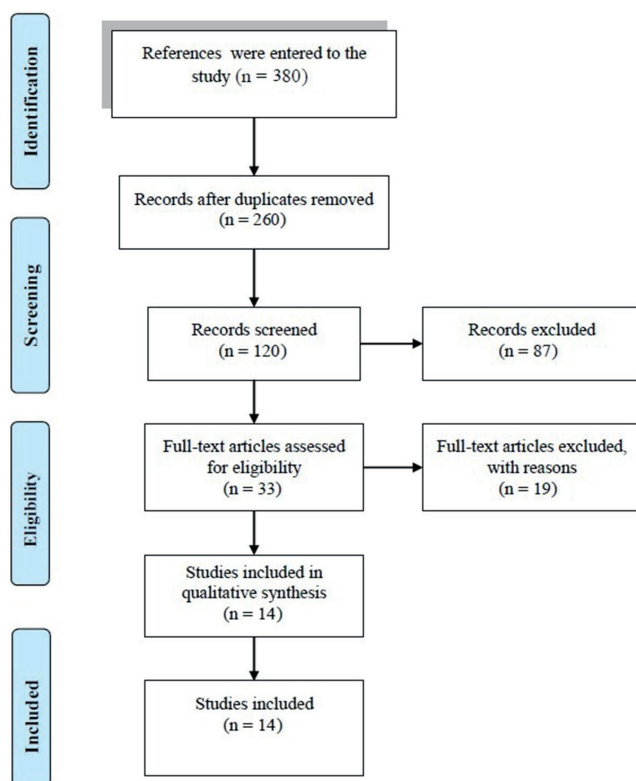 Identification
References were entered to the
study (n = 380)
Records after duplicates removed
(n = 260)
Screening
Records screened
(n = 120)
Records excluded
(n = 87)
Eligibility
Full-text articles assessed
for eligibility
(n = 33)
Full-text articles excluded,
with reasons
(n = 19)
Studies included in
qualitative synthesis
(n = 14)
Included
Studies included
(n = 14)